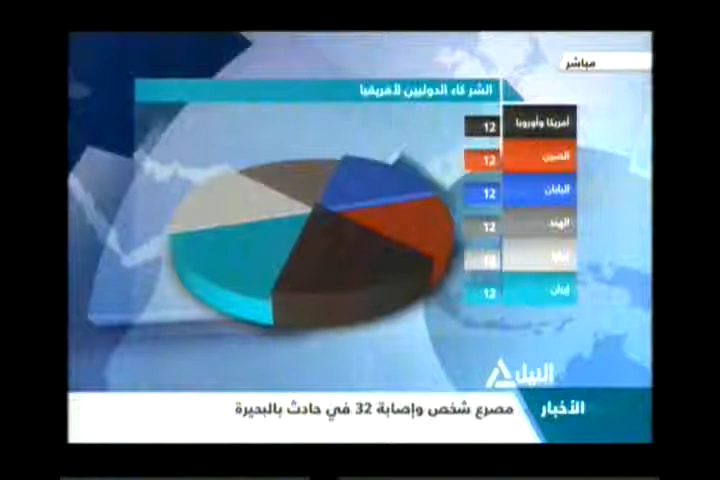 مباشر
الشركاء الدوليين لأفريقيا
أمريكا وأوروبا 12
الصين 12
اليابان 12
الهند 12
12
إيران 12
النيل
الأخبار
مصرع شخص وإصابة 32 في حادث بالبحيرة